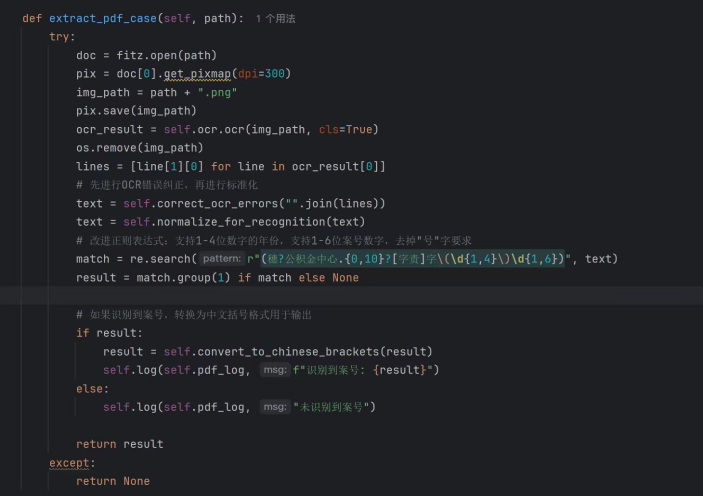 def extract_pdf_case(self, path): 1 个用法
try:
doc = fitz.open(path)
pix = doc[0].get_pixmap(dpi=300)
img_path = path + ".png"
pix.save(img_path)
ocr_result = self.ocr.ocr(img_path, cls=True)
os.remove(img_path)
lines = [line[1][0] for line in ocr_result[0]]
# 先进行OCR错误纠正，再进行标准化
text = self.correct_ocr_errors("".join(lines))
text = self.normalize_for_recognition(text)
# 改进正则表达式：支持1-4位数字的年份，支持1-6位案号数字，去掉"号"字要求
match = re.search( pattern: r"(穗?公积金中心.{0,10}?[字责]字\(\d{1,4}\)\d{1,6})", text)
result = match.group(1) if match else None
# 如果识别到案号，转换为中文括号格式用于输出
if result:
result = self.convert_to_chinese_brackets(result)
self.log(self.pdf_log, msg: f"识别到案号: {result}")
else:
self.log(self.pdf_log, msg: "未识别到案号")
return result
except:
return None